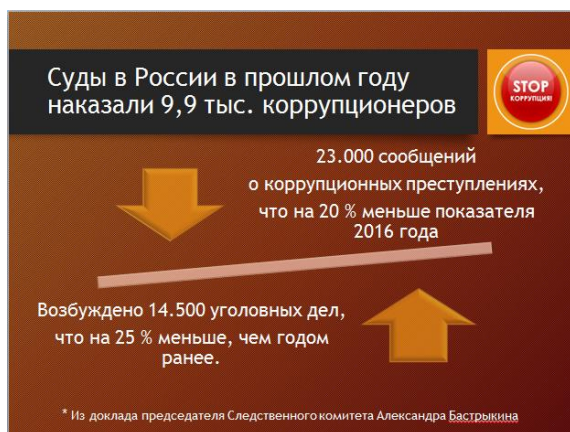 Суды в России в прошлом году
наказали 9,9 тыс. коррупционеров
STOP
КОРРУПЦИЯ!
23.000 сообщений
о коррупционных преступлениях,
что на 20 % меньше показателя
2016 года
Возбуждено 14.500 уголовных дел,
что на 25 % меньше, чем годом
ранее.
* Из доклада председателя Следственного комитета Александра Бастрыкина